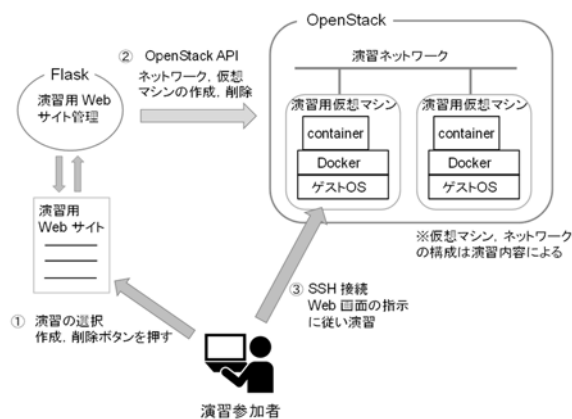 OpenStack
演習ネットワーク
演習用仮想マシン
container
Docker
ゲストOS
演習用仮想マシン
container
Docker
ゲストOS
※仮想マシン，ネットワーク
の構成は演習内容による
② OpenStack API
ネットワーク，仮想
マシンの作成，削除
Flask
演習用 Web
サイト管理
演習用
Web サイト
① 演習の選択
作成，削除ボタンを押す
③ SSH 接続
Web 画面の指示
に従い演習
演習参加者